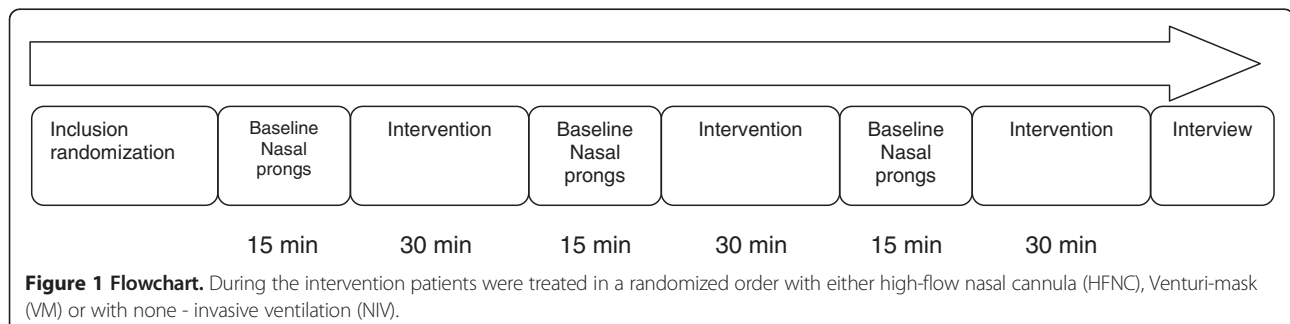 Inclusion
randomization
Baseline
Nasal
prongs
Intervention
Baseline
Nasal
prongs
Intervention
Baseline
Nasal
prongs
Intervention
Interview
15 min 30 min 15 min 30 min 15 min 30 min
Figure 1 Flowchart. During the intervention patients were treated in a randomized order with either high-flow nasal cannula (HFNC), Venturi-mask
(VM) or with none - invasive ventilation (NIV).